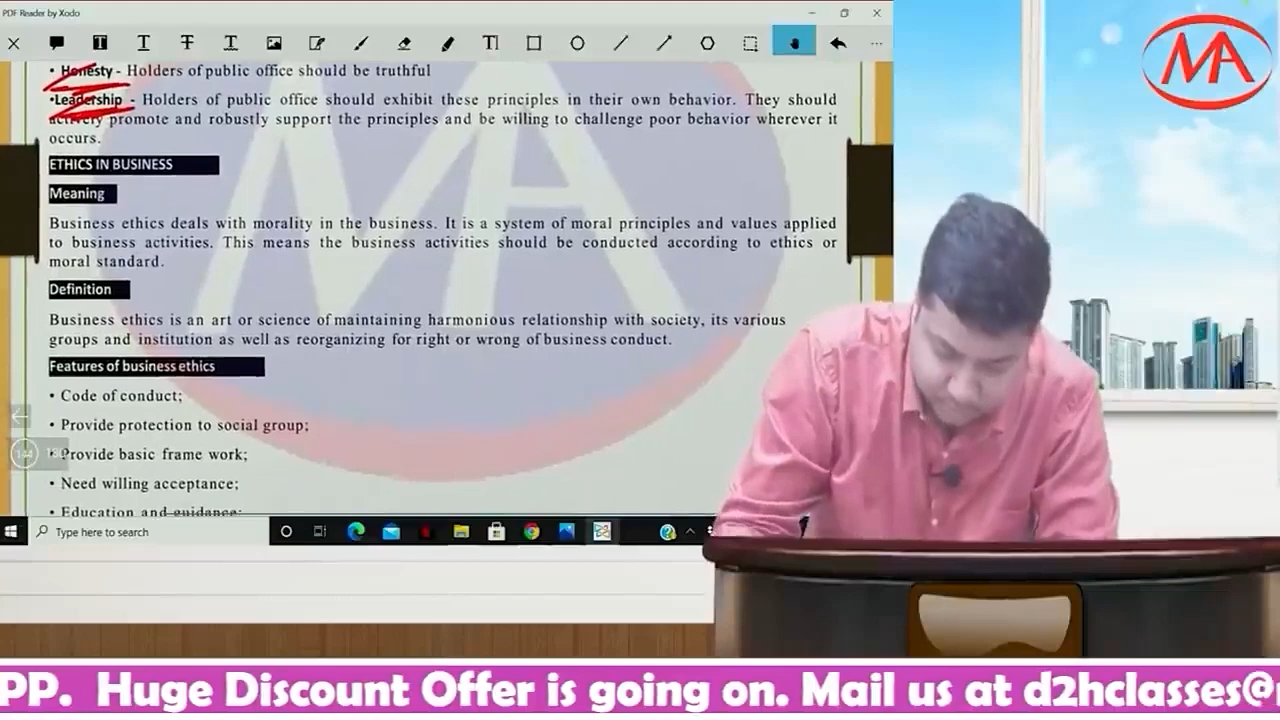 PDF Reader by Xodo
• Honesty - Holders of public office should be truthful
•Leadership - Holders of public office should exhibit these principles in their own behavior. They should
actively promote and robustly support the principles and be willing to challenge poor behavior wherever it
occurs.
ETHICS IN BUSINESS
Meaning
Business ethics deals with morality in the business. It is a system of moral principles and values applied
to business activities. This means the business activities should be conducted according to ethics or
moral standard.
Definition
Business ethics is an art or science of maintaining harmonious relationship with society, its various
groups and institution as well as reorganizing for right or wrong of business conduct.
Features of business ethics
• Code of conduct;
• Provide protection to social group;
• Provide basic frame work;
• Need willing acceptance;
• Education and guidance;
144
Type here to search
MA
MA
PP. Huge Discount Offer is going on. Mail us at d2hclasses@